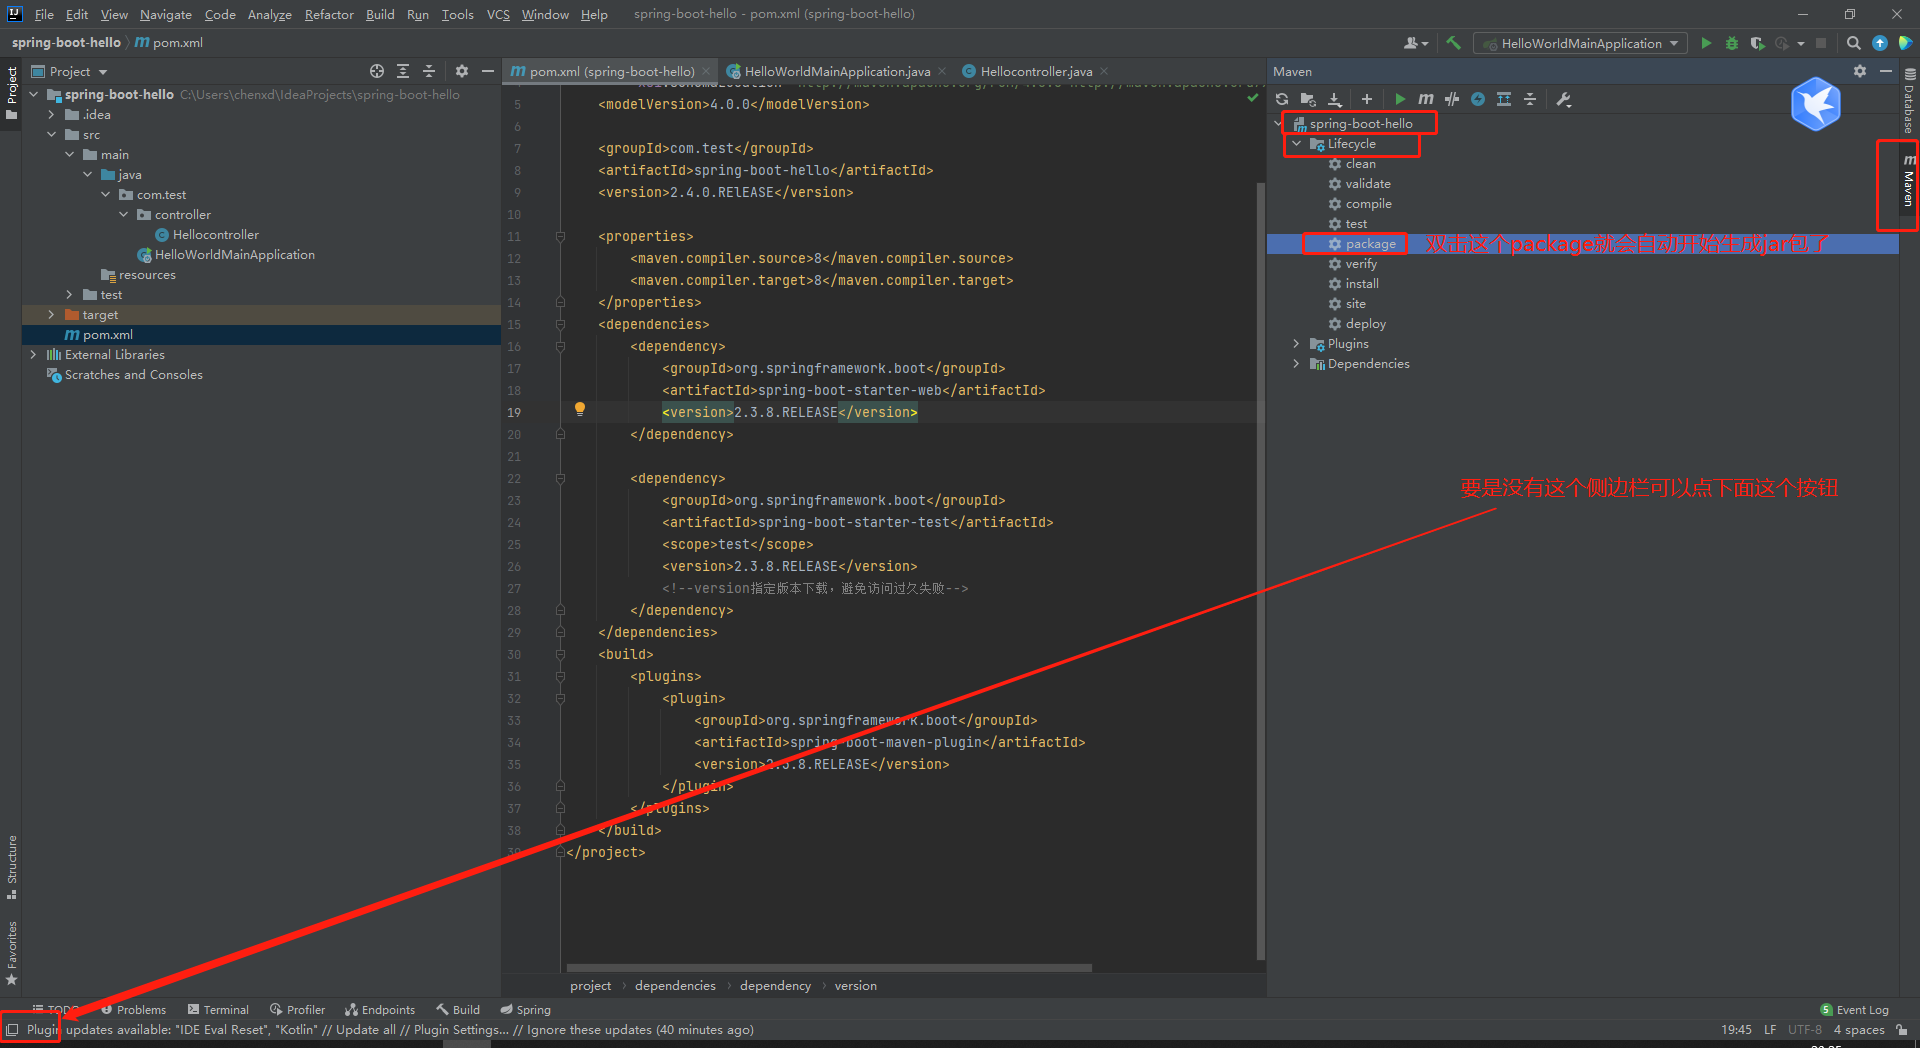 File Edit View Navigate Code Analyze Refactor Build Run Tools VCS Window Help spring-boot-hello - pom.xml (spring-boot-hello)
spring-boot-hello pom.xml HelloWorldMainApplication
Project
Project
spring-boot-hello C:\Users\chenxd\IdeaProjects\spring-boot-hello
.idea
src
main
java
com.test
controller
Hellocontroller
HelloWorldMainApplication
resources
test
target
pom.xml
External Libraries
Scratches and Consoles
Structure
Favorites
pom.xml (spring-boot-hello) HelloWorldMainApplication.java Hellocontroller.java
5 <modelVersion>4.0.0</modelVersion>
6
7 <groupId>com.test</groupId>
8 <artifactId>spring-boot-hello</artifactId>
9 <version>2.4.0.RElEASE</version>
10
11 <properties>
12 <maven.compiler.source>8</maven.compiler.source>
13 <maven.compiler.target>8</maven.compiler.target>
14 </properties>
15 <dependencies>
16 <dependency>
17 <groupId>org.springframework.boot</groupId>
18 <artifactId>spring-boot-starter-web</artifactId>
19 <version>2.3.8.RELEASE</version>
20 </dependency>
21
22 <dependency>
23 <groupId>org.springframework.boot</groupId>
24 <artifactId>spring-boot-starter-test</artifactId>
25 <scope>test</scope>
26 <version>2.3.8.RELEASE</version>
27 <!--version指定版本下载，避免访问过久失败-->
28 </dependency>
29 </dependencies>
30 <build>
31 <plugins>
32 <plugin>
33 <groupId>org.springframework.boot</groupId>
34 <artifactId>spring-boot-maven-plugin</artifactId>
35 <version>2.3.8.RELEASE</version>
36 </plugin>
37 </plugins>
38 </build>
39 </project>
project dependencies dependency version
Maven
spring-boot-hello
Lifecycle
clean
validate
compile
test
package 双击这个package就会自动开始生成jar包了
verify
install
site
deploy
Plugins
Dependencies
要是没有这个侧边栏可以点下面这个按钮
Database
m Maven
TODO Problems Terminal Profiler Endpoints Build Spring 5 Event Log
Plugin updates available: "IDE Eval Reset", "Kotlin" // Update all // Plugin Settings... // Ignore these updates (40 minutes ago) 19:45 LF UTF-8 4 spaces